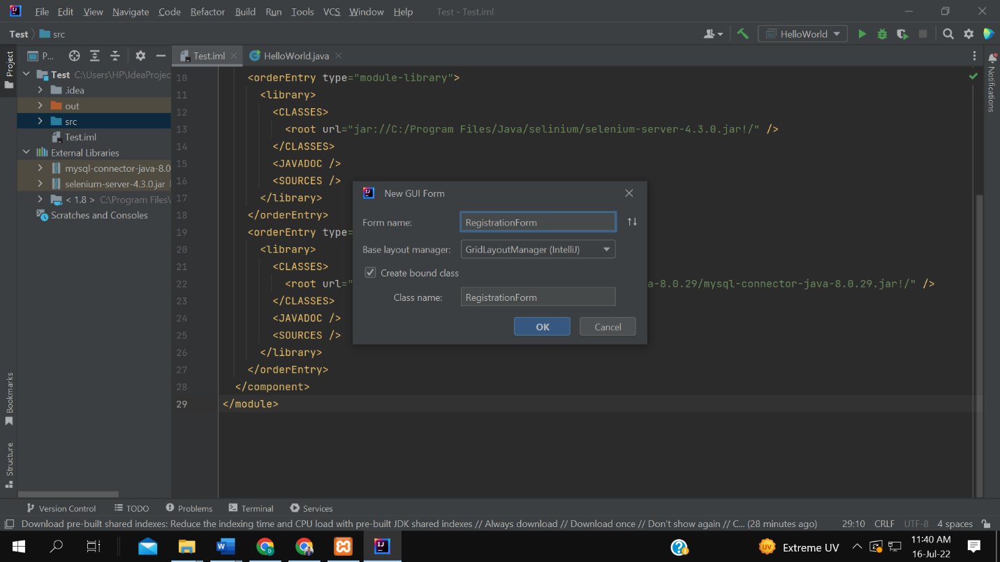 File Edit View Navigate Code Refactor Build Run Tools VCS Window Help Test - Test.iml
Test src
HelloWorld
P...
Test.iml
HelloWorld.java
Project
Test C:\Users\HP\IdeaProjec
.idea
out
src
Test.iml
External Libraries
mysql-connector-java-8.0
selenium-server-4.3.0.jar
< 1.8 > C:\Program Files\
Scratches and Consoles
Bookmarks
Structure
Notifications
10 <orderEntry type="module-library">
11 <library>
12 <CLASSES>
13 <root url="jar://C:/Program Files/Java/selinium/selenium-server-4.3.0.jar!/" />
14 </CLASSES>
15 <JAVADOC />
16 <SOURCES />
17 </library>
18 </orderEntry>
19 <orderEntry type=
20 <library>
21 <CLASSES>
22 <root url=" a-8.0.29/mysql-connector-java-8.0.29.jar!/" />
23 </CLASSES>
24 <JAVADOC />
25 <SOURCES />
26 </library>
27 </orderEntry>
28 </component>
29 </module>
New GUI Form
Form name: RegistrationForm
Base layout manager: GridLayoutManager (IntelliJ)
Create bound class
Class name: RegistrationForm
OK Cancel
Version Control TODO Problems Terminal Services
Download pre-built shared indexes: Reduce the indexing time and CPU load with pre-built JDK shared indexes // Always download // Download once // Don't show again // C... (28 minutes ago) 29:10 CRLF UTF-8 4 spaces
Extreme UV
11:40 AM
16-Jul-22